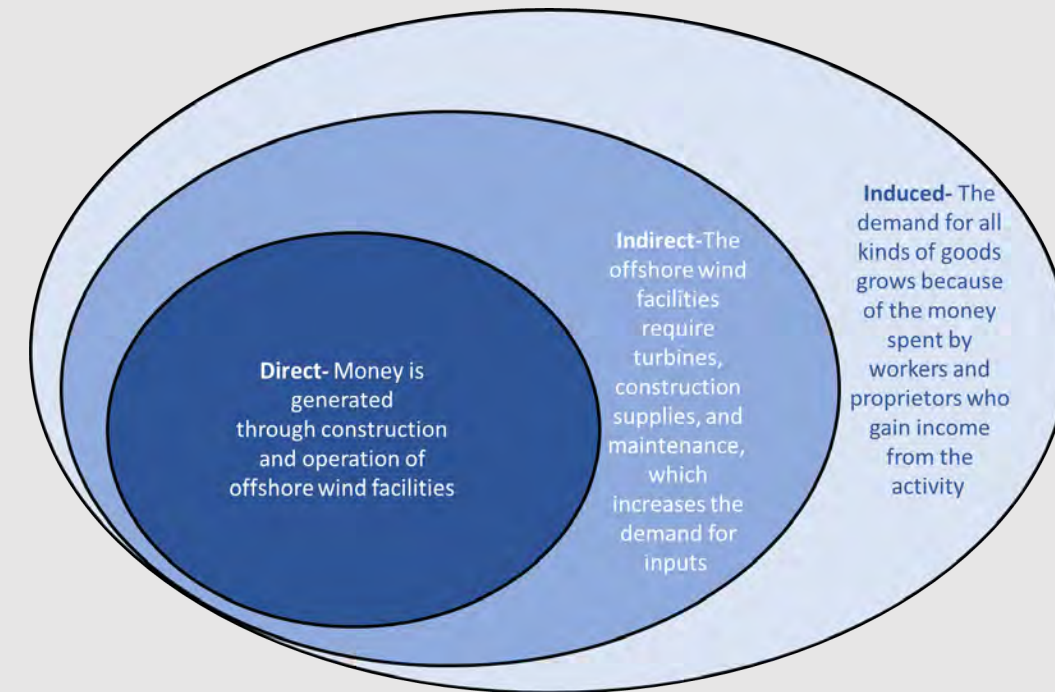 Direct- Money is
generated
through construction
and operation of
offshore wind facilities
Indirect-The
offshore wind
facilities
require
turbines,
construction
supplies, and
maintenance,
which
increases the
demand for
inputs
Induced- The
demand for all
kinds of goods
grows because
of the money
spent by
workers and
proprietors who
gain income
from the
activity